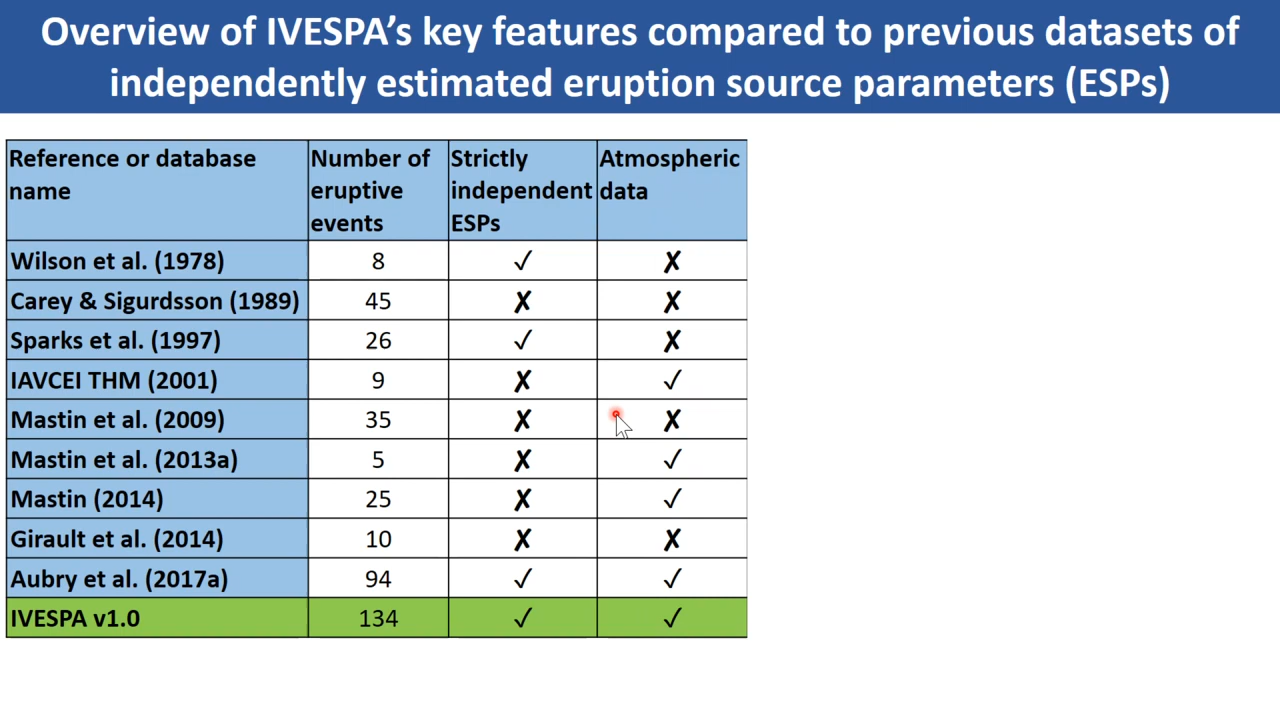 Overview of IVESPA’s key features compared to previous datasets of
independently estimated eruption source parameters (ESPs)
Reference or database name Number of eruptive events Strictly independent ESPs Atmospheric data
Wilson et al. (1978) 8 ✓ ✗
Carey & Sigurdsson (1989) 45 ✗ ✗
Sparks et al. (1997) 26 ✓ ✗
IAVCEI THM (2001) 9 ✗ ✓
Mastin et al. (2009) 35 ✗ ✗
Mastin et al. (2013a) 5 ✗ ✓
Mastin (2014) 25 ✗ ✓
Girault et al. (2014) 10 ✗ ✗
Aubry et al. (2017a) 94 ✓ ✓
IVESPA v1.0 134 ✓ ✓